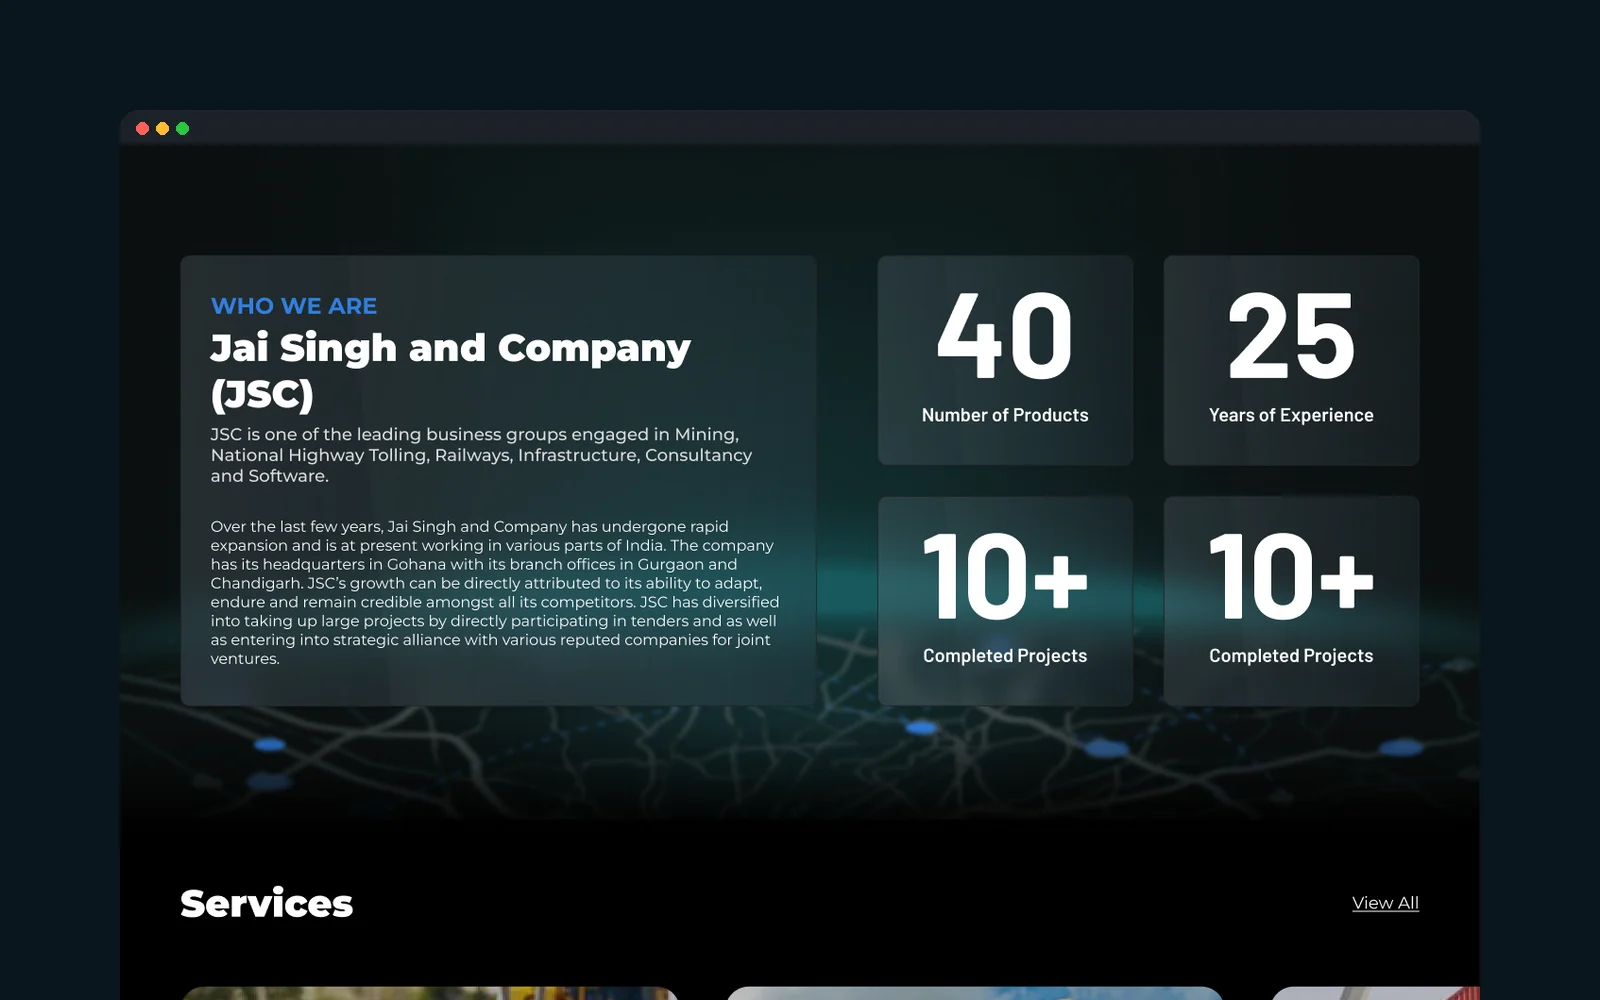 WHO WE ARE
Jai Singh and Company
(JSC)
JSC is one of the leading business groups engaged in Mining,
National Highway Tolling, Railways, Infrastructure, Consultancy
and Software.
Over the last few years, Jai Singh and Company has undergone rapid
expansion and is at present working in various parts of India. The company
has its headquarters in Gohana with its branch offices in Gurgaon and
Chandigarh. JSC’s growth can be directly attributed to its ability to adapt,
endure and remain credible amongst all its competitors. JSC has diversified
into taking up large projects by directly participating in tenders and as well
as entering into strategic alliance with various reputed companies for joint
ventures.
40
Number of Products
25
Years of Experience
10+
Completed Projects
10+
Completed Projects
Services
View All